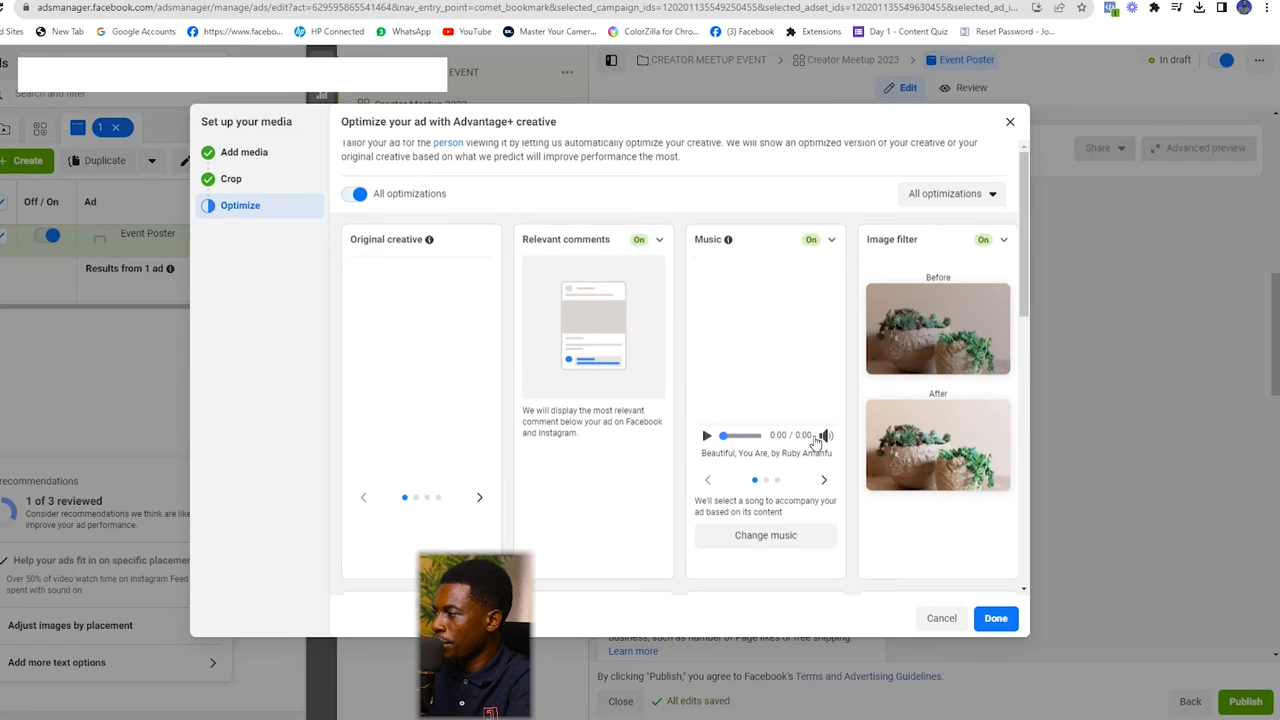 adsmanager.facebook.com/adsmanager/manage/ads/edit?act=629595865541464&nav_entry_point=comet_bookmark&selected_campaign_ids=120201135549250455&selected_adset_ids=120201135549630455&selected_ad_i...
Sites
New Tab
Google Accounts
https://www.facebo...
HP Connected
WhatsApp
YouTube
Master Your Camer...
ColorZilla for Chro...
(3) Facebook
Extensions
Day 1 - Content Quiz
Reset Password - Jo...
EVENT
CREATOR MEETUP EVENT
Creator Meetup 2023
Event Poster
In draft
Search and filter
Creator Meetup 2023
Edit
Review
1
Create
Duplicate
Share
Advanced preview
Off / On
Ad
Event Poster
Results from 1 ad
recommendations
1 of 3 reviewed
Consider recommendations we think are like
improve your ad performance.
Help your ads fit in on specific placemen
Over 50% of video watch time on Instagram Feed
spent with sound on
Adjust images by placement
Add more text options
Set up your media
Add media
Crop
Optimize
Optimize your ad with Advantage+ creative
Tailor your ad for the person viewing it by letting us automatically optimize your creative. We will show an optimized version of your creative or your
original creative based on what we predict will improve performance the most.
All optimizations
All optimizations
Original creative
Relevant comments
On
We will display the most relevant
comment below your ad on Facebook
and Instagram.
Music
On
0:00 / 0:00
Beautiful, You Are, by Ruby Amanfu
We'll select a song to accompany your
ad based on its content
Change music
Image filter
On
Before
After
Cancel
Done
business, such as number of Page likes or free shipping.
Learn more
By clicking "Publish," you agree to Facebook's Terms and Advertising Guidelines.
Close
All edits saved
Back
Publish